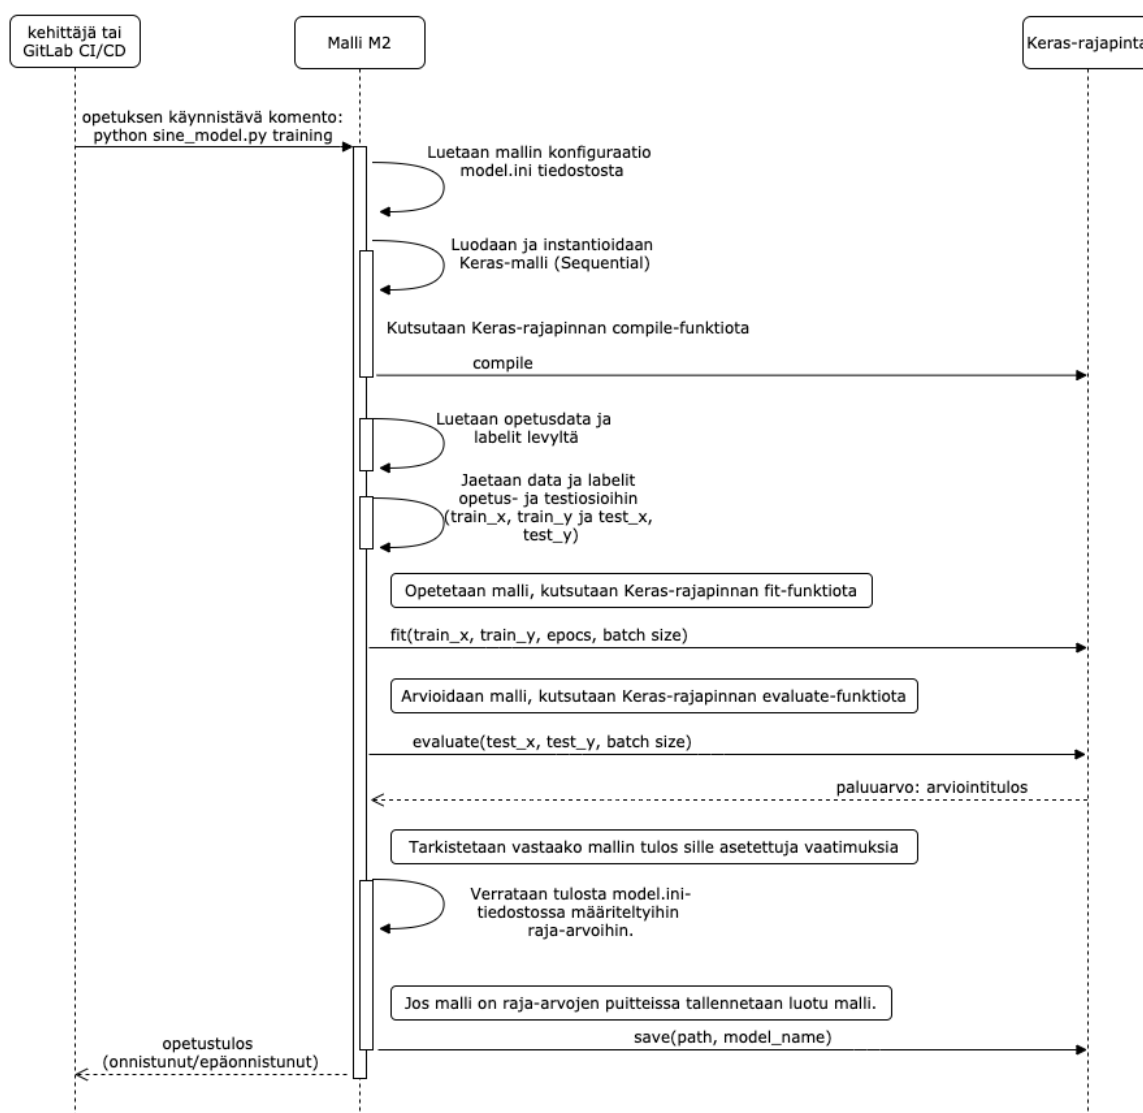 kehittäjä tai
GitLab CI/CD
Malli M2
Keras-rajapinta
opetuksen käynnistävä komento:
python sine_model.py training
Luetaan mallin konfiguraatio
model.ini tiedostosta
Luodaan ja instantioidaan
Keras-malli (Sequential)
Kutsutaan Keras-rajapinnan compile-funktiota
compile
Luetaan opetusdata ja
labelit levyltä
Jaetaan data ja labelit
opetus- ja testiosioihin
(train_x, train_y ja test_x,
test_y)
Opetetaan malli, kutsutaan Keras-rajapinnan fit-funktiota
fit(train_x, train_y, epocs, batch size)
Arvioidaan malli, kutsutaan Keras-rajapinnan evaluate-funktiota
evaluate(test_x, test_y, batch size)
paluuarvo: arviointitulos
Tarkistetaan vastaako mallin tulos sille asetettuja vaatimuksia
Verrataan tulosta model.ini-
tiedostossa määriteltyihin
raja-arvoihin.
Jos malli on raja-arvojen puitteissa tallennetaan luotu malli.
save(path, model_name)
opetustulos
(onnistunut/epäonnistunut)